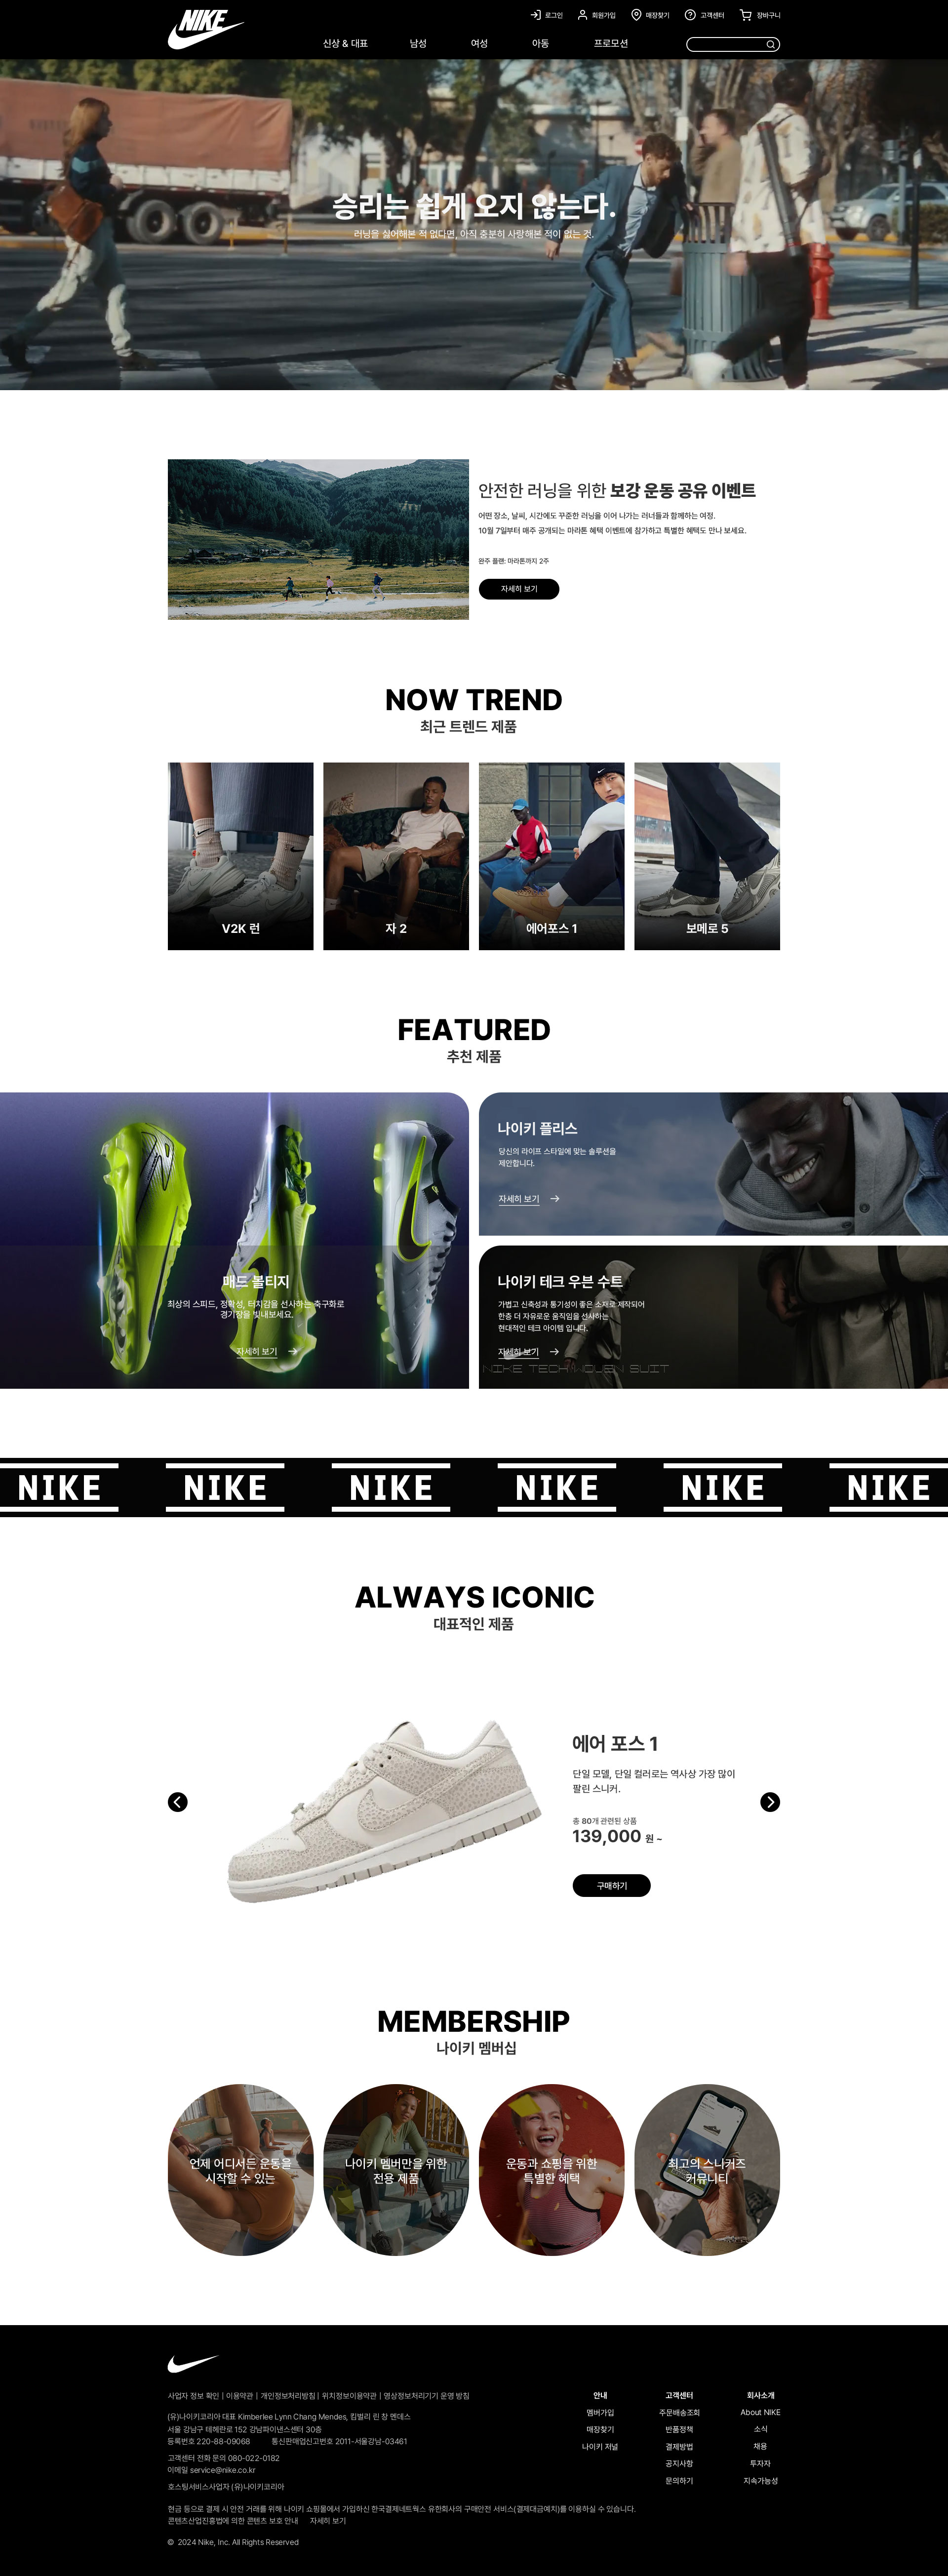 NIKE
로그인
회원가입
매장찾기
고객센터
장바구니
신상 & 대표
남성
여성
아동
프로모션
승리는 쉽게 오지 않는다.
러닝을 싫어해본 적 없다면, 아직 충분히 사랑해본 적이 없는 것.
안전한 러닝을 위한 보강 운동 공유 이벤트
어떤 장소, 날씨, 시간에도 꾸준한 러닝을 이어 나가는 러너들과 함께하는 여정.
10월 7일부터 매주 공개되는 마라톤 혜택 이벤트에 참가하고 특별한 혜택도 만나 보세요.
완주 플랜: 마라톤까지 2주
자세히 보기
NOW TREND
최근 트렌드 제품
V2K 런
자 2
에어포스 1
보메로 5
FEATURED
추천 제품
매드 볼티지
최상의 스피드, 정확성, 터치감을 선사하는 축구화로
경기장을 빛내보세요.
자세히 보기
나이키 플리스
당신의 라이프 스타일에 맞는 솔루션을
제안합니다.
자세히 보기
나이키 테크 우븐 수트
가볍고 신축성과 통기성이 좋은 소재로 제작되어
한층 더 자유로운 움직임을 선사하는
현대적인 테크 아이템 입니다.
자세히 보기
NIKE TECH WOVEN SUIT
NIKE NIKE NIKE NIKE NIKE NIKE
ALWAYS ICONIC
대표적인 제품
에어 포스 1
단일 모델, 단일 컬러로는 역사상 가장 많이
팔린 스니커.
총 80개 관련된 상품
139,000 원 ~
구매하기
MEMBERSHIP
나이키 멤버십
언제 어디서든 운동을
시작할 수 있는
나이키 멤버만을 위한
전용 제품
운동과 쇼핑을 위한
특별한 혜택
최고의 스니커즈
커뮤니티
사업자 정보 확인 | 이용약관 | 개인정보처리방침 | 위치정보이용약관 | 영상정보처리기기 운영 방침
(유)나이키코리아 대표 Kimberlee Lynn Chang Mendes, 킴벌리 린 창 멘데스
서울 강남구 테헤란로 152 강남파이낸스센터 30층
등록번호 220-88-09068 통신판매업신고번호 2011-서울강남-03461
고객센터 전화 문의 080-022-0182
이메일 service@nike.co.kr
호스팅서비스사업자 (유)나이키코리아
현금 등으로 결제 시 안전 거래를 위해 나이키 쇼핑몰에서 가입하신 한국결제네트웍스 유한회사의 구매안전 서비스(결제대금예치)를 이용하실 수 있습니다.
콘텐츠산업진흥법에 의한 콘텐츠 보호 안내 자세히 보기
© 2024 Nike, Inc. All Rights Reserved
안내
멤버가입
매장찾기
나이키 저널
고객센터
주문배송조회
반품정책
결제방법
공지사항
문의하기
회사소개
About NIKE
소식
채용
투자자
지속가능성